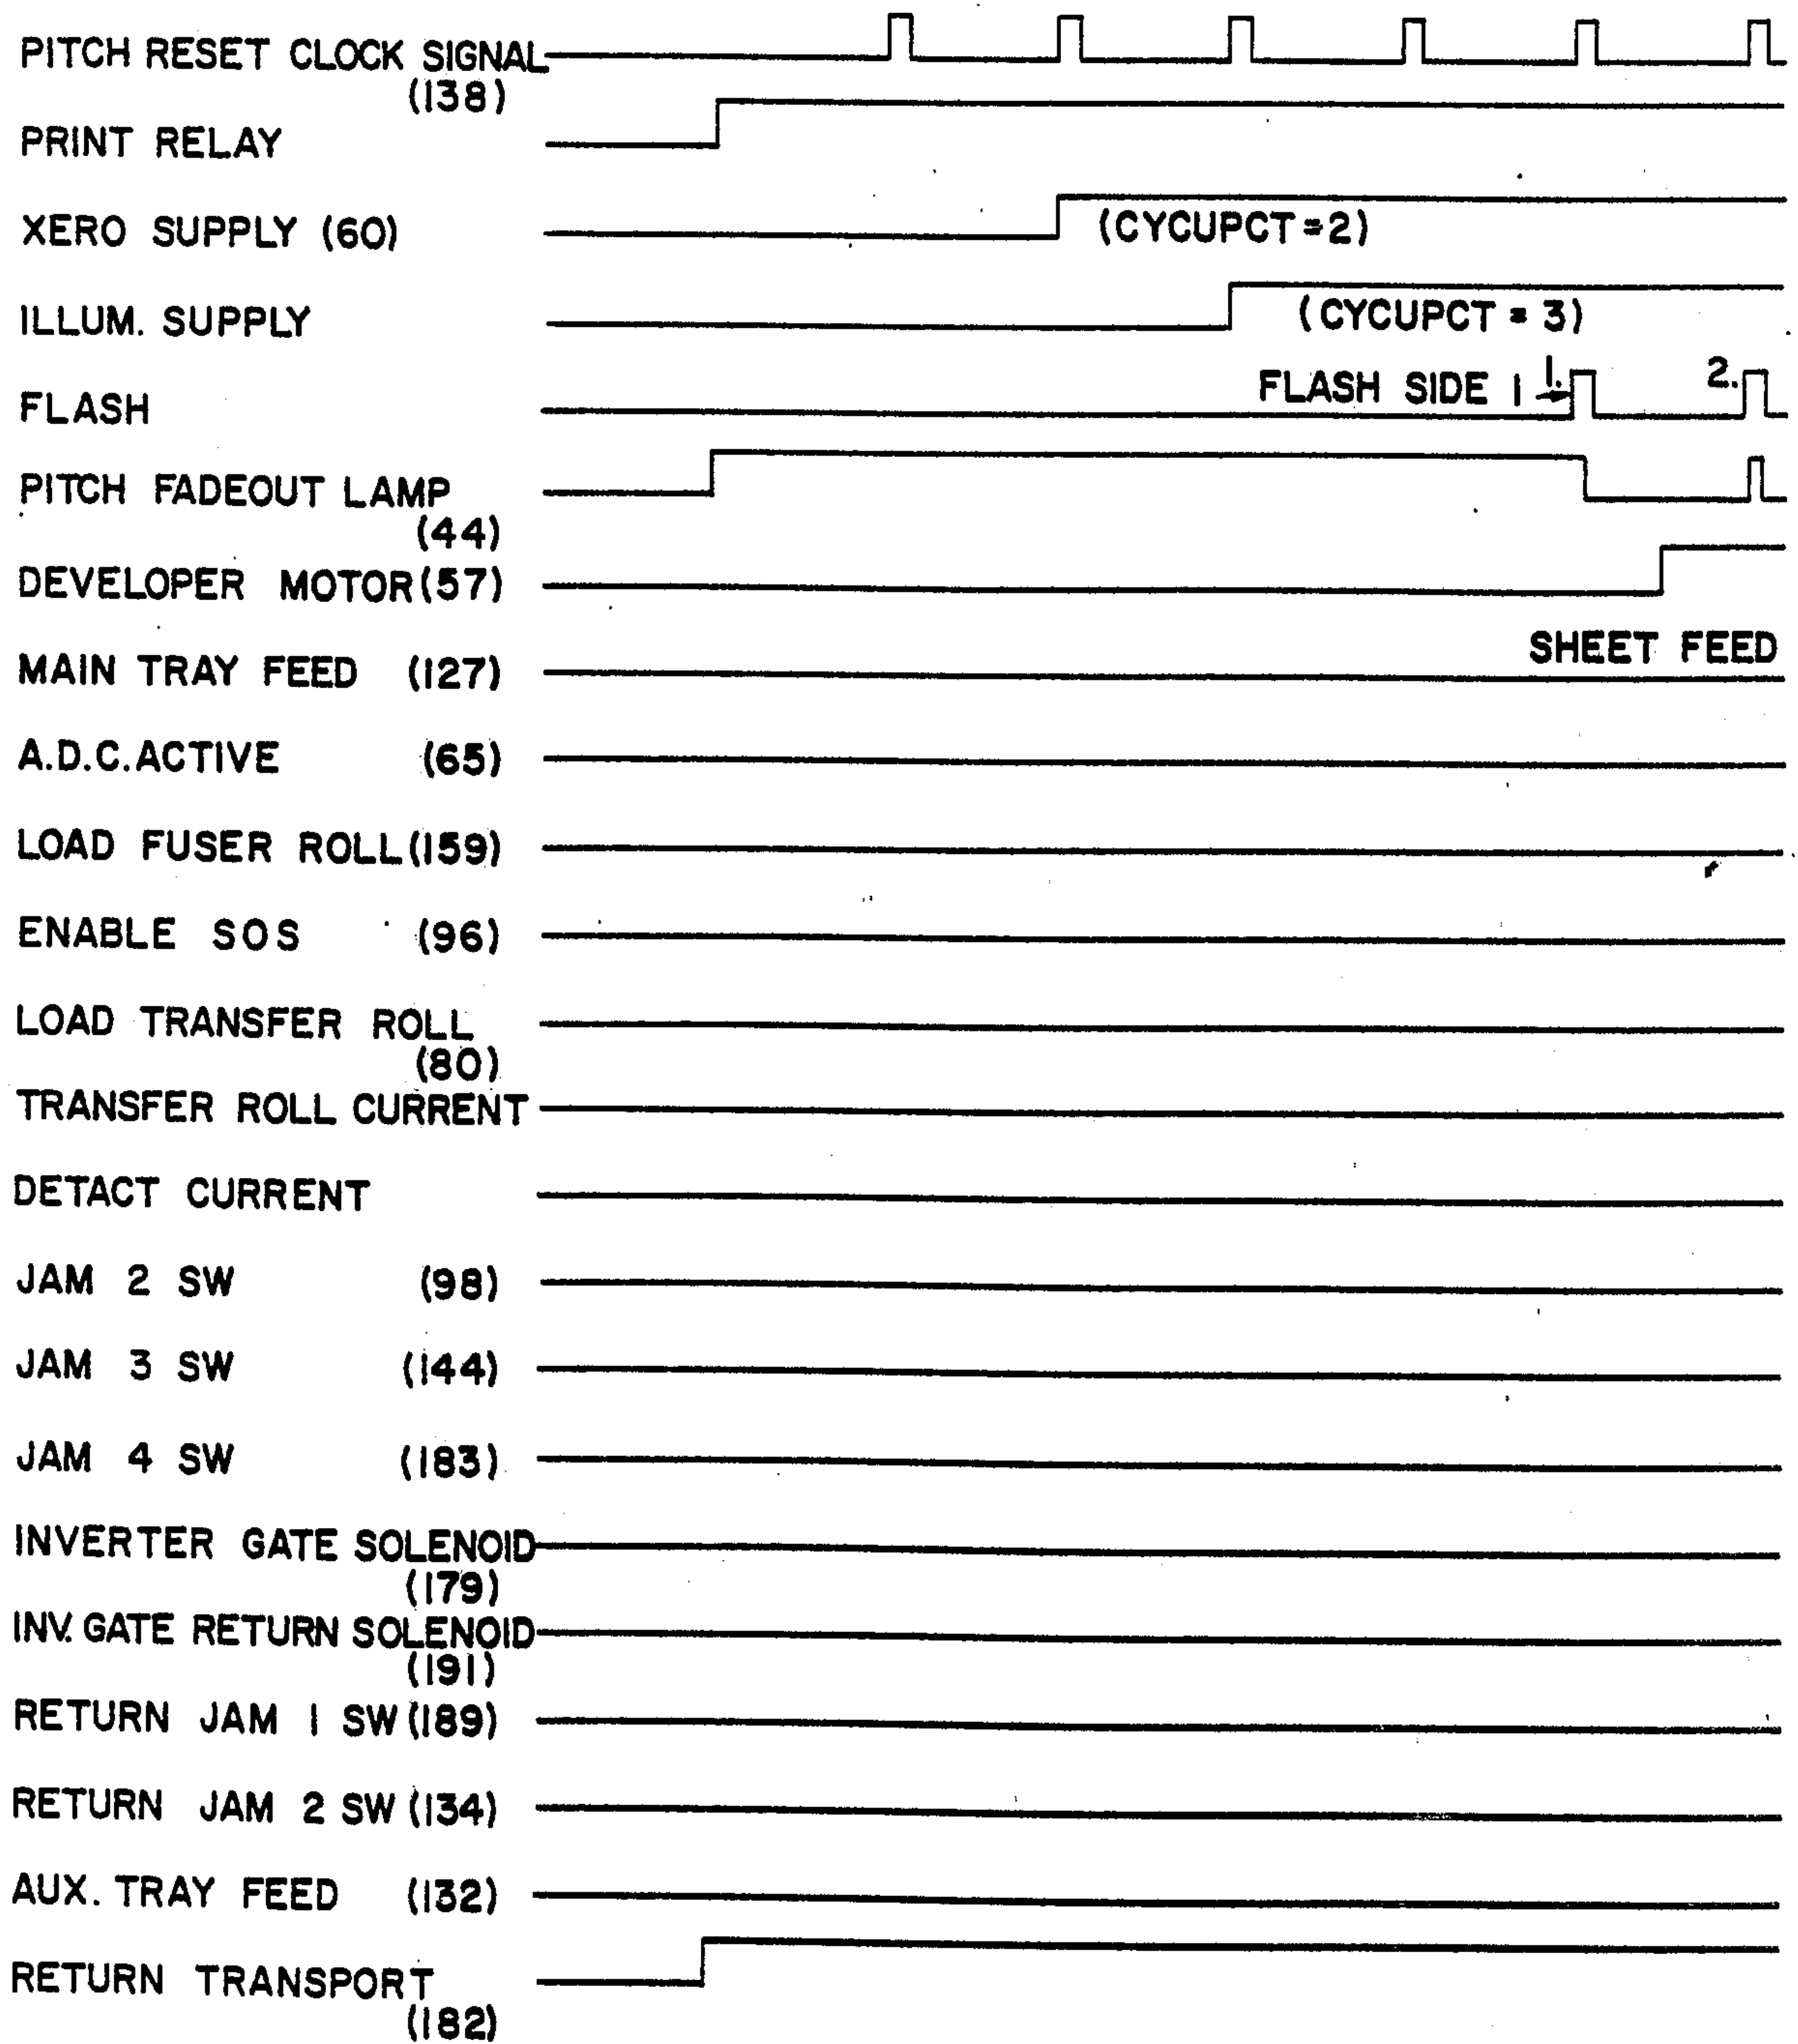 PITCH RESET CLOCK SIGNAL
(138)
PRINT RELAY
XERO SUPPLY (60)
(CYCUPCT = 2)
ILLUM. SUPPLY
(CYCUPCT = 3)
FLASH
FLASH SIDE 1
1.
2.
PITCH FADEOUT LAMP
(44)
DEVELOPER MOTOR (57)
MAIN TRAY FEED (127)
SHEET FEED
A.D.C. ACTIVE (65)
LOAD FUSER ROLL (159)
ENABLE SOS (96)
LOAD TRANSFER ROLL
(80)
TRANSFER ROLL CURRENT
DETACT CURRENT
JAM 2 SW (98)
JAM 3 SW (144)
JAM 4 SW (183)
INVERTER GATE SOLENOID
(179)
INV. GATE RETURN SOLENOID
(191)
RETURN JAM 1 SW (189)
RETURN JAM 2 SW (134)
AUX. TRAY FEED (132)
RETURN TRANSPORT
(182)